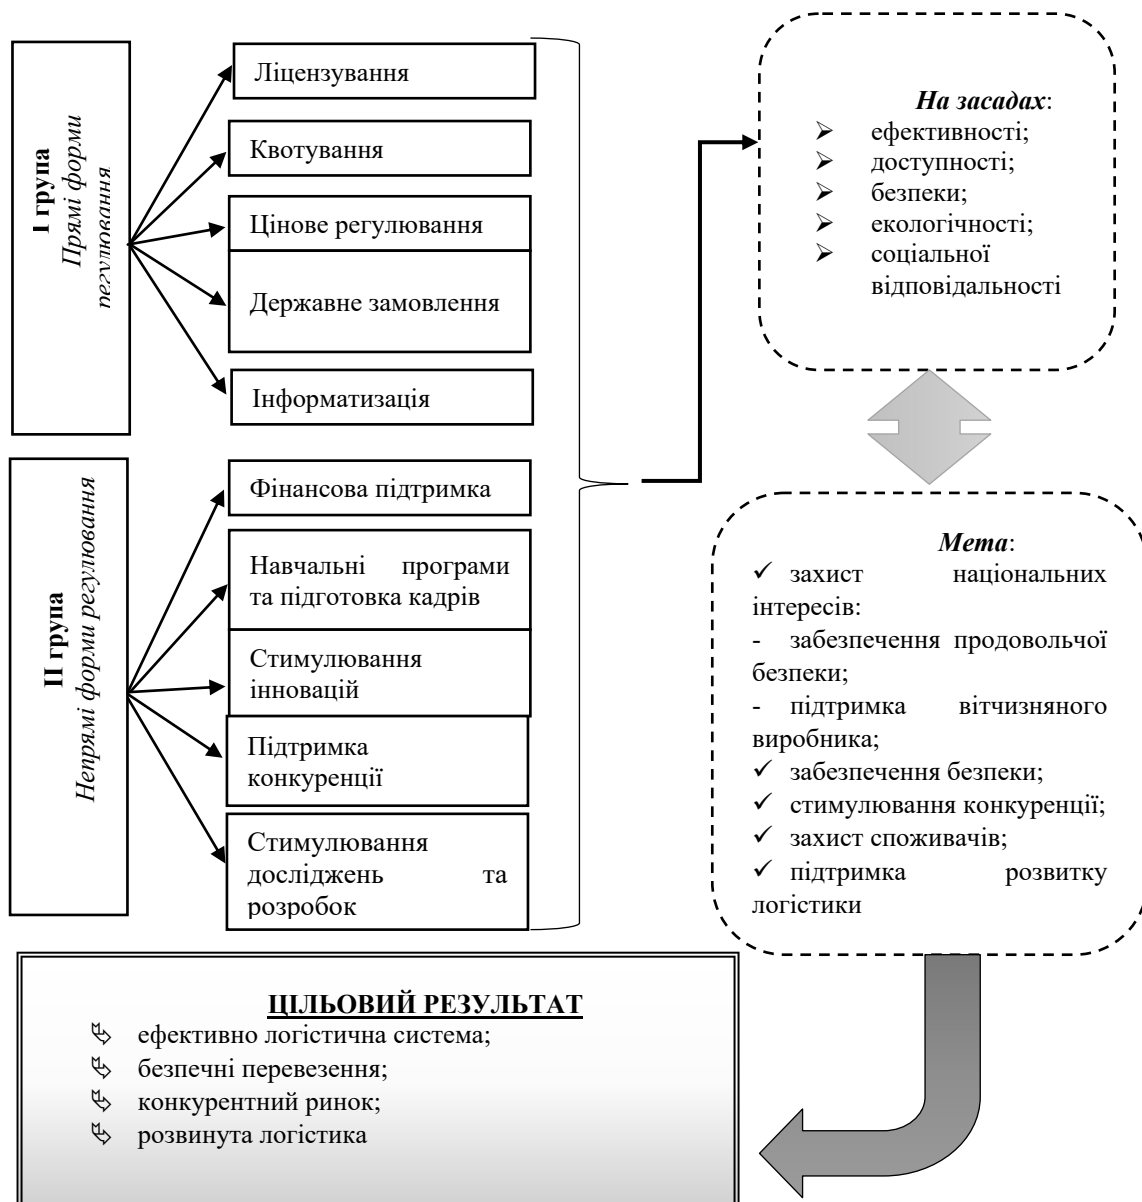 І група
Прямі форми
регулювання
Ліцензування
Квотування
Цінове регулювання
Державне замовлення
Інформатизація
ІІ група
Непрямі форми регулювання
Фінансова підтримка
Навчальні програми
та підготовка кадрів
Стимулювання
інновацій
Підтримка
конкуренції
Стимулювання
досліджень та
розробок
На засадах:
➢ ефективності;
➢ доступності;
➢ безпеки;
➢ екологічності;
➢ соціальної
відповідальності
Мета:
✓ захист національних
інтересів:
- забезпечення продовольчої
безпеки;
- підтримка вітчизняного
виробника;
✓ забезпечення безпеки;
✓ стимулювання конкуренції;
✓ захист споживачів;
✓ підтримка розвитку
логістики
ЦІЛЬОВИЙ РЕЗУЛЬТАТ
ефективно логістична система;
безпечні перевезення;
конкурентний ринок;
розвинута логістика